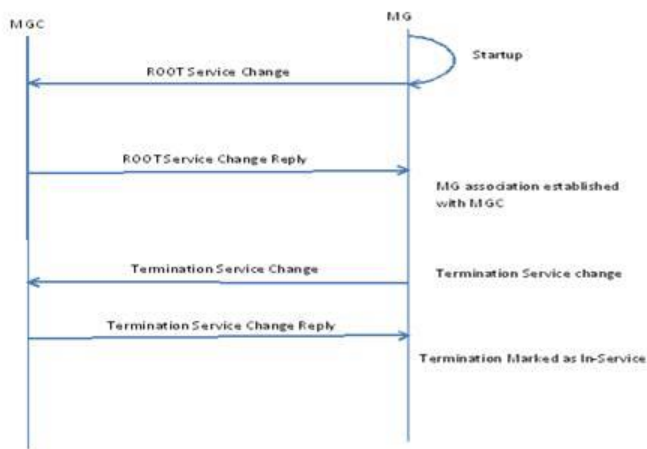 MGC
MG
Startup
ROOT Service Change
ROOT Service Change Reply
MG association established
with MGC
Termination Service Change
Termination Service change
Termination Service Change Reply
Termination Marked as In-Service